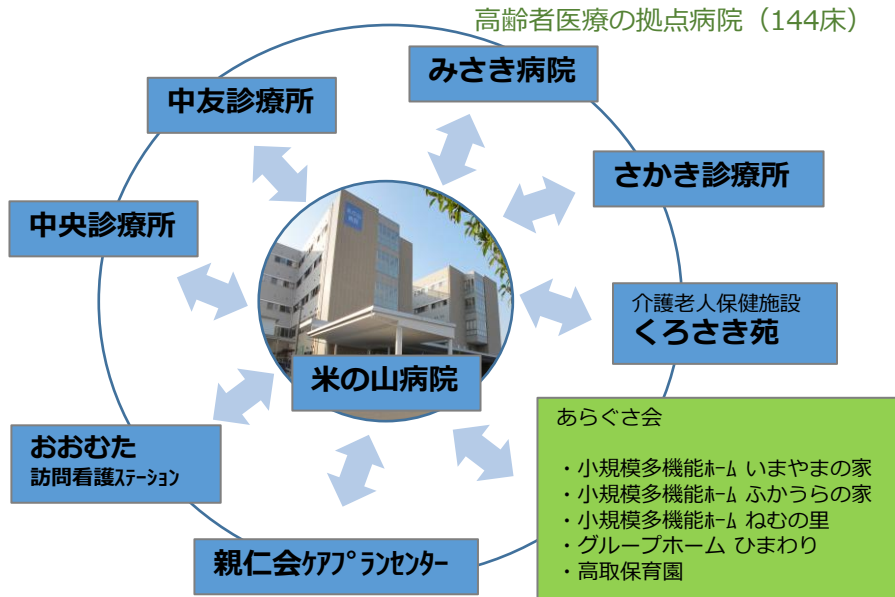 高齢者医療の拠点病院（144床）
みさき病院
中友診療所
さかき診療所
中央診療所
介護老人保健施設
くろさき苑
米の山病院
おおむた
訪問看護ｽﾃｰｼｮﾝ
親仁会ｹｱﾌﾟﾗﾝｾﾝﾀｰ
あらぐさ会
・小規模多機能ﾎｰﾑ いまやまの家
・小規模多機能ﾎｰﾑ ふかうらの家
・小規模多機能ﾎｰﾑ ねむの里
・グループホーム ひまわり
・高取保育園